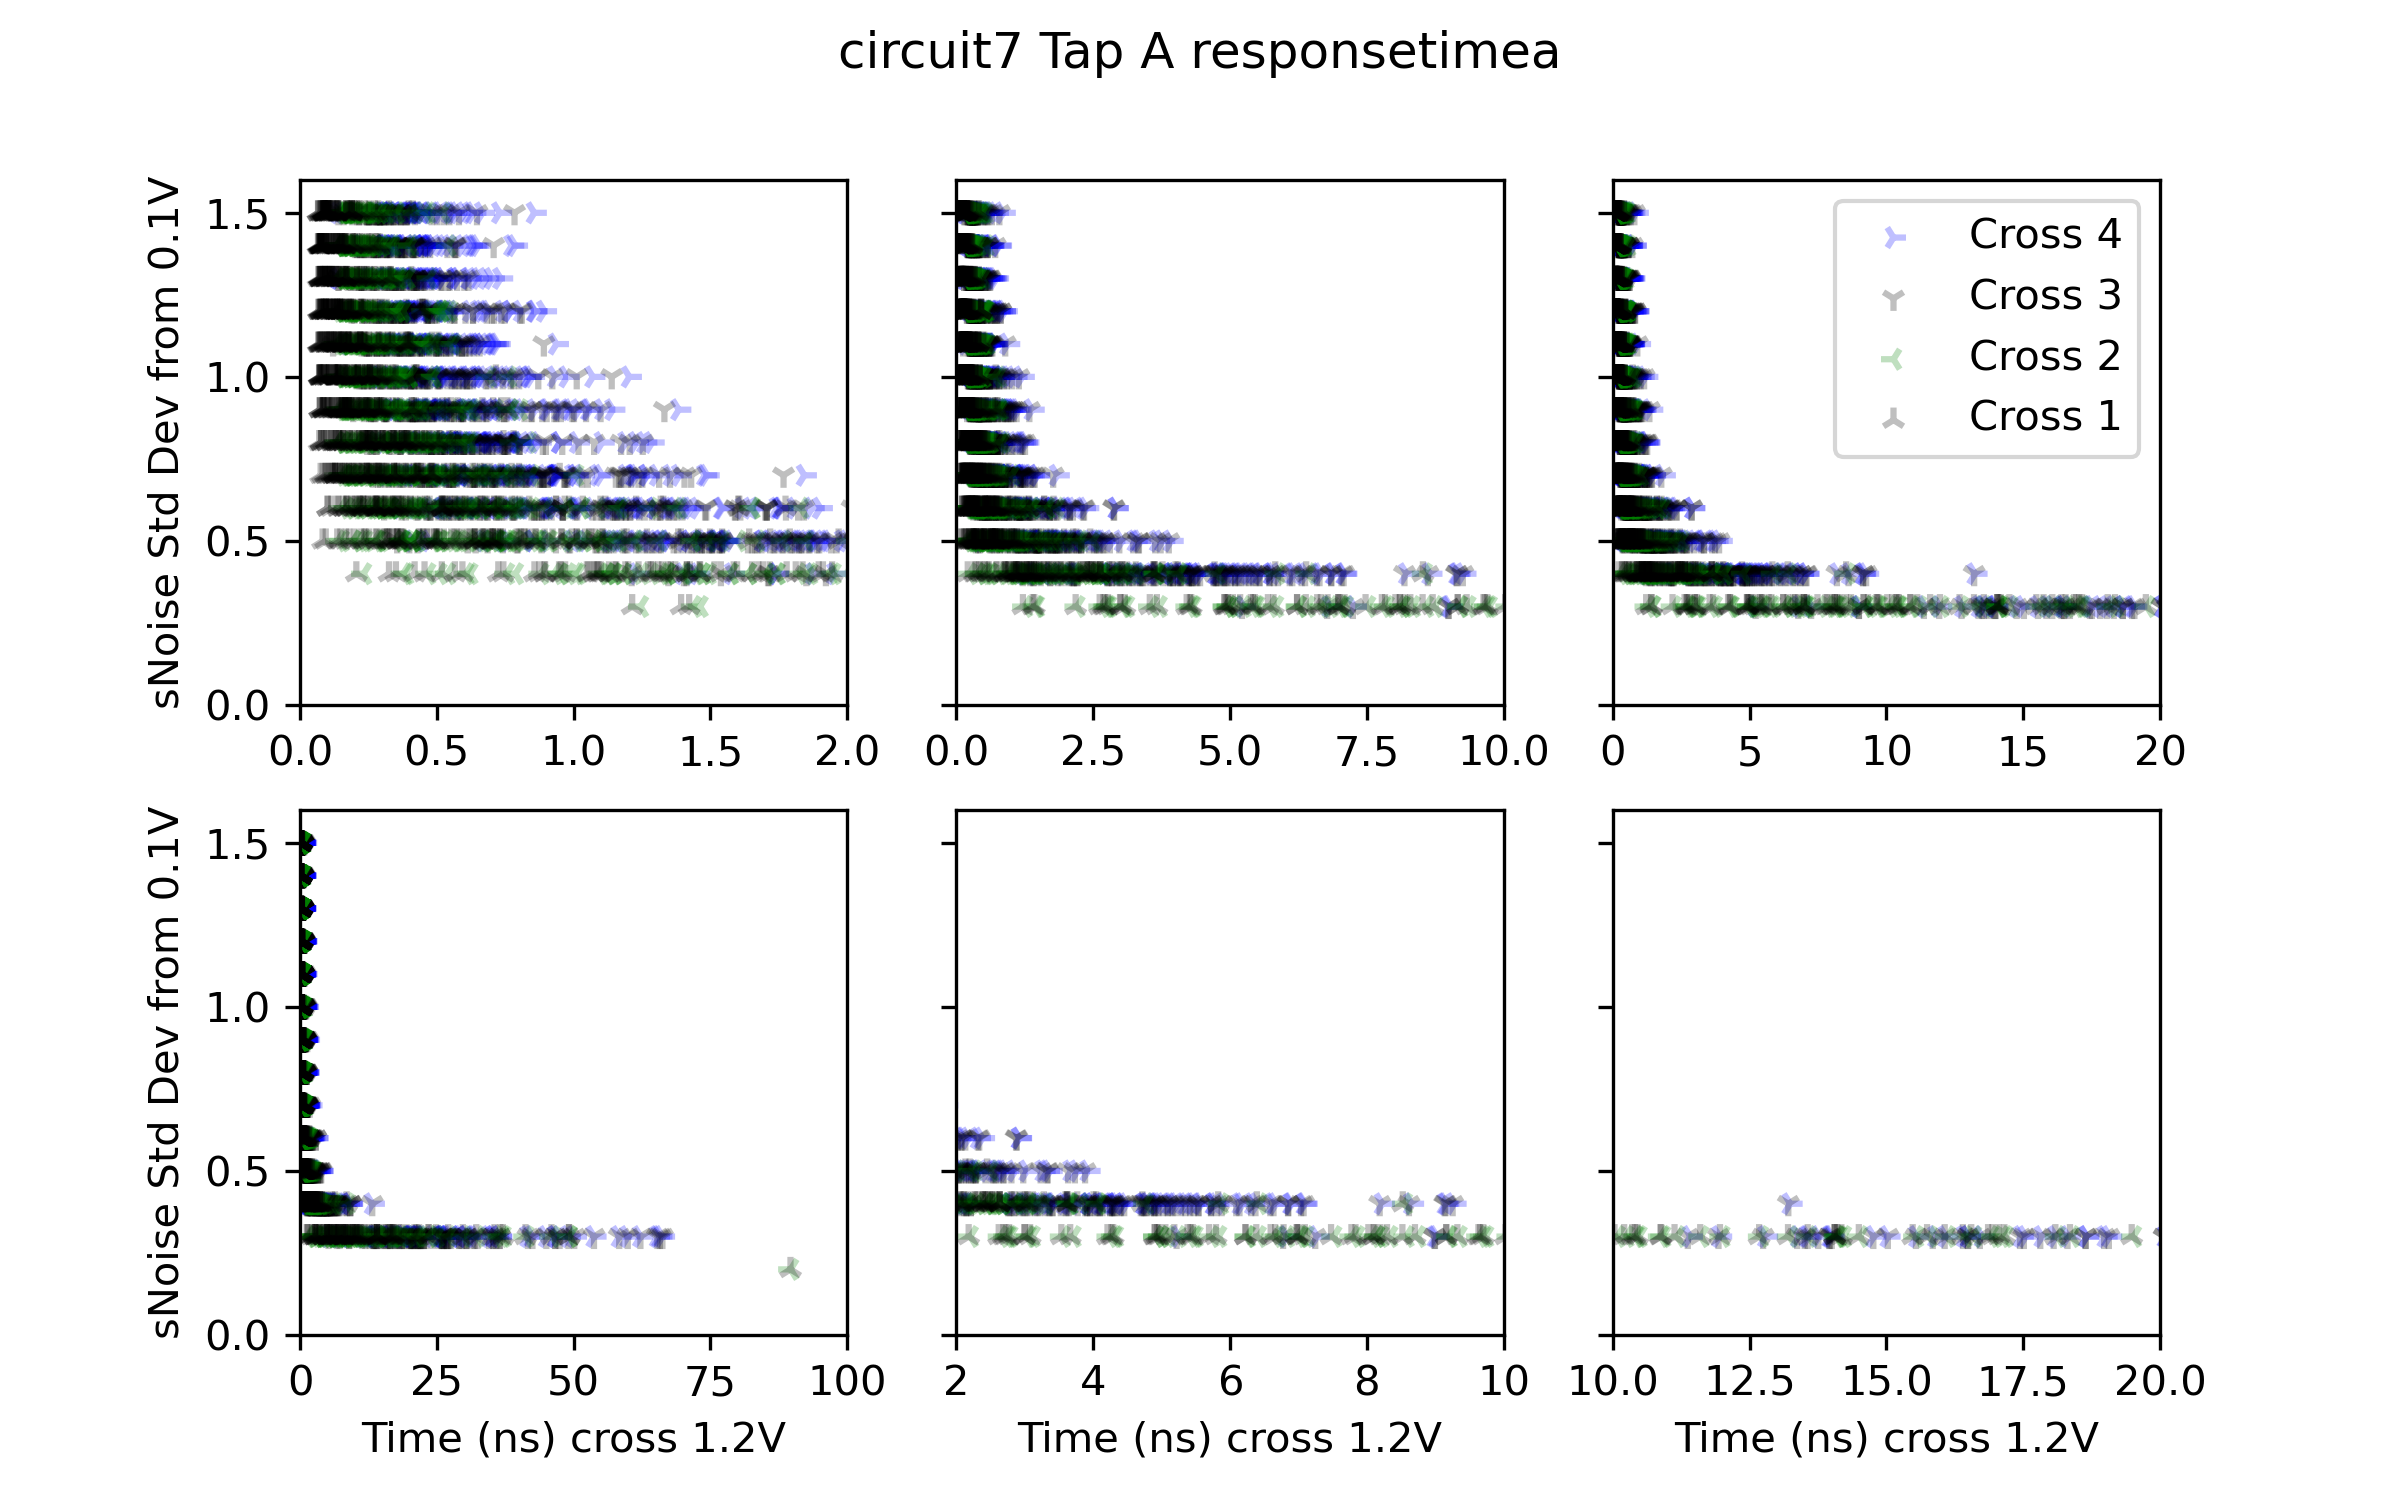 circuit7 Tap A responsetimea
sNoise Std Dev from 0.1V
1.5
1.0
0.5
0.0
0.0 0.5 1.0 1.5 2.0
0.0 2.5 5.0 7.5 10.0
Cross 4
Cross 3
Cross 2
Cross 1
0 5 10 15 20
sNoise Std Dev from 0.1V
1.5
1.0
0.5
0.0
0 25 50 75 100
Time (ns) cross 1.2V
2 4 6 8 10
Time (ns) cross 1.2V
10.0 12.5 15.0 17.5 20.0
Time (ns) cross 1.2V